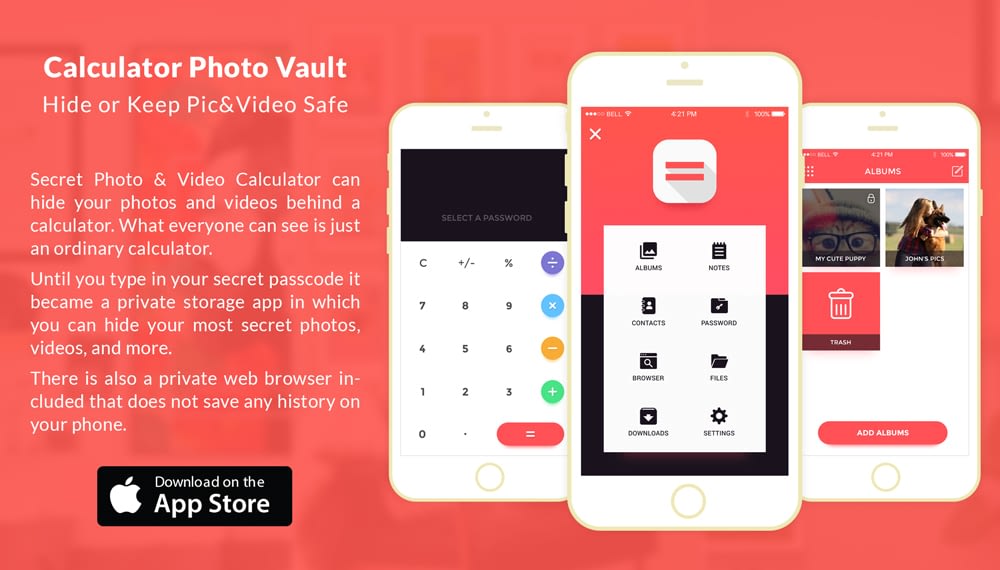 Calculator Photo Vault
Hide or Keep Pic&Video Safe
Secret Photo & Video Calculator can
hide your photos and videos behind a
calculator. What everyone can see is just
an ordinary calculator.
Until you type in your secret passcode it
became a private storage app in which
you can hide your most secret photos,
videos, and more.
There is also a private web browser in-
cluded that does not save any history on
your phone.
Download on the
App Store
SELECT A PASSWORD
C +/- % ÷
7 8 9 ×
4 5 6 −
1 2 3 +
0 . =
BELL 4:21 PM 100%
ALBUMS NOTES
CONTACTS PASSWORD
BROWSER FILES
DOWNLOADS SETTINGS
BELL 4:21 PM 100%
ALBUMS
MY CUTE PUPPY JOHN'S PICS
TRASH
ADD ALBUMS